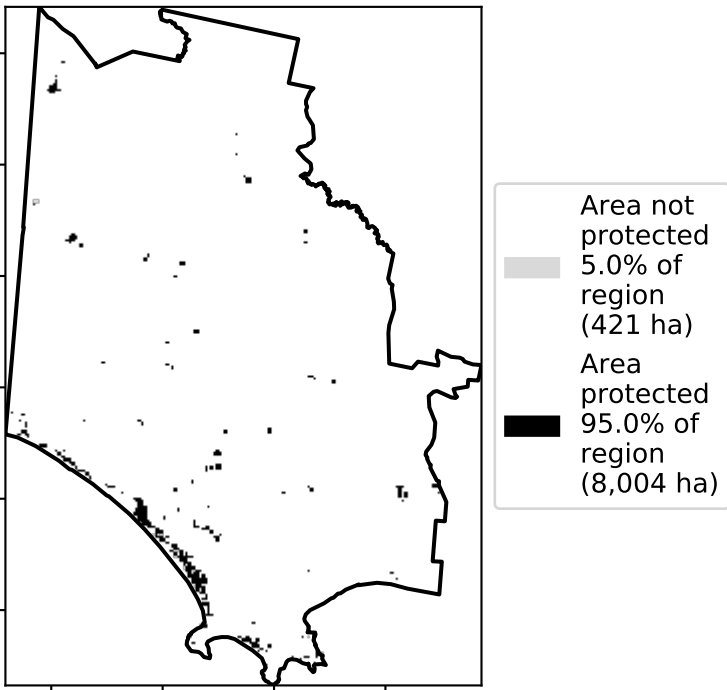 Area not
protected
5.0% of
region
(421 ha)
Area
protected
95.0% of
region
(8,004 ha)